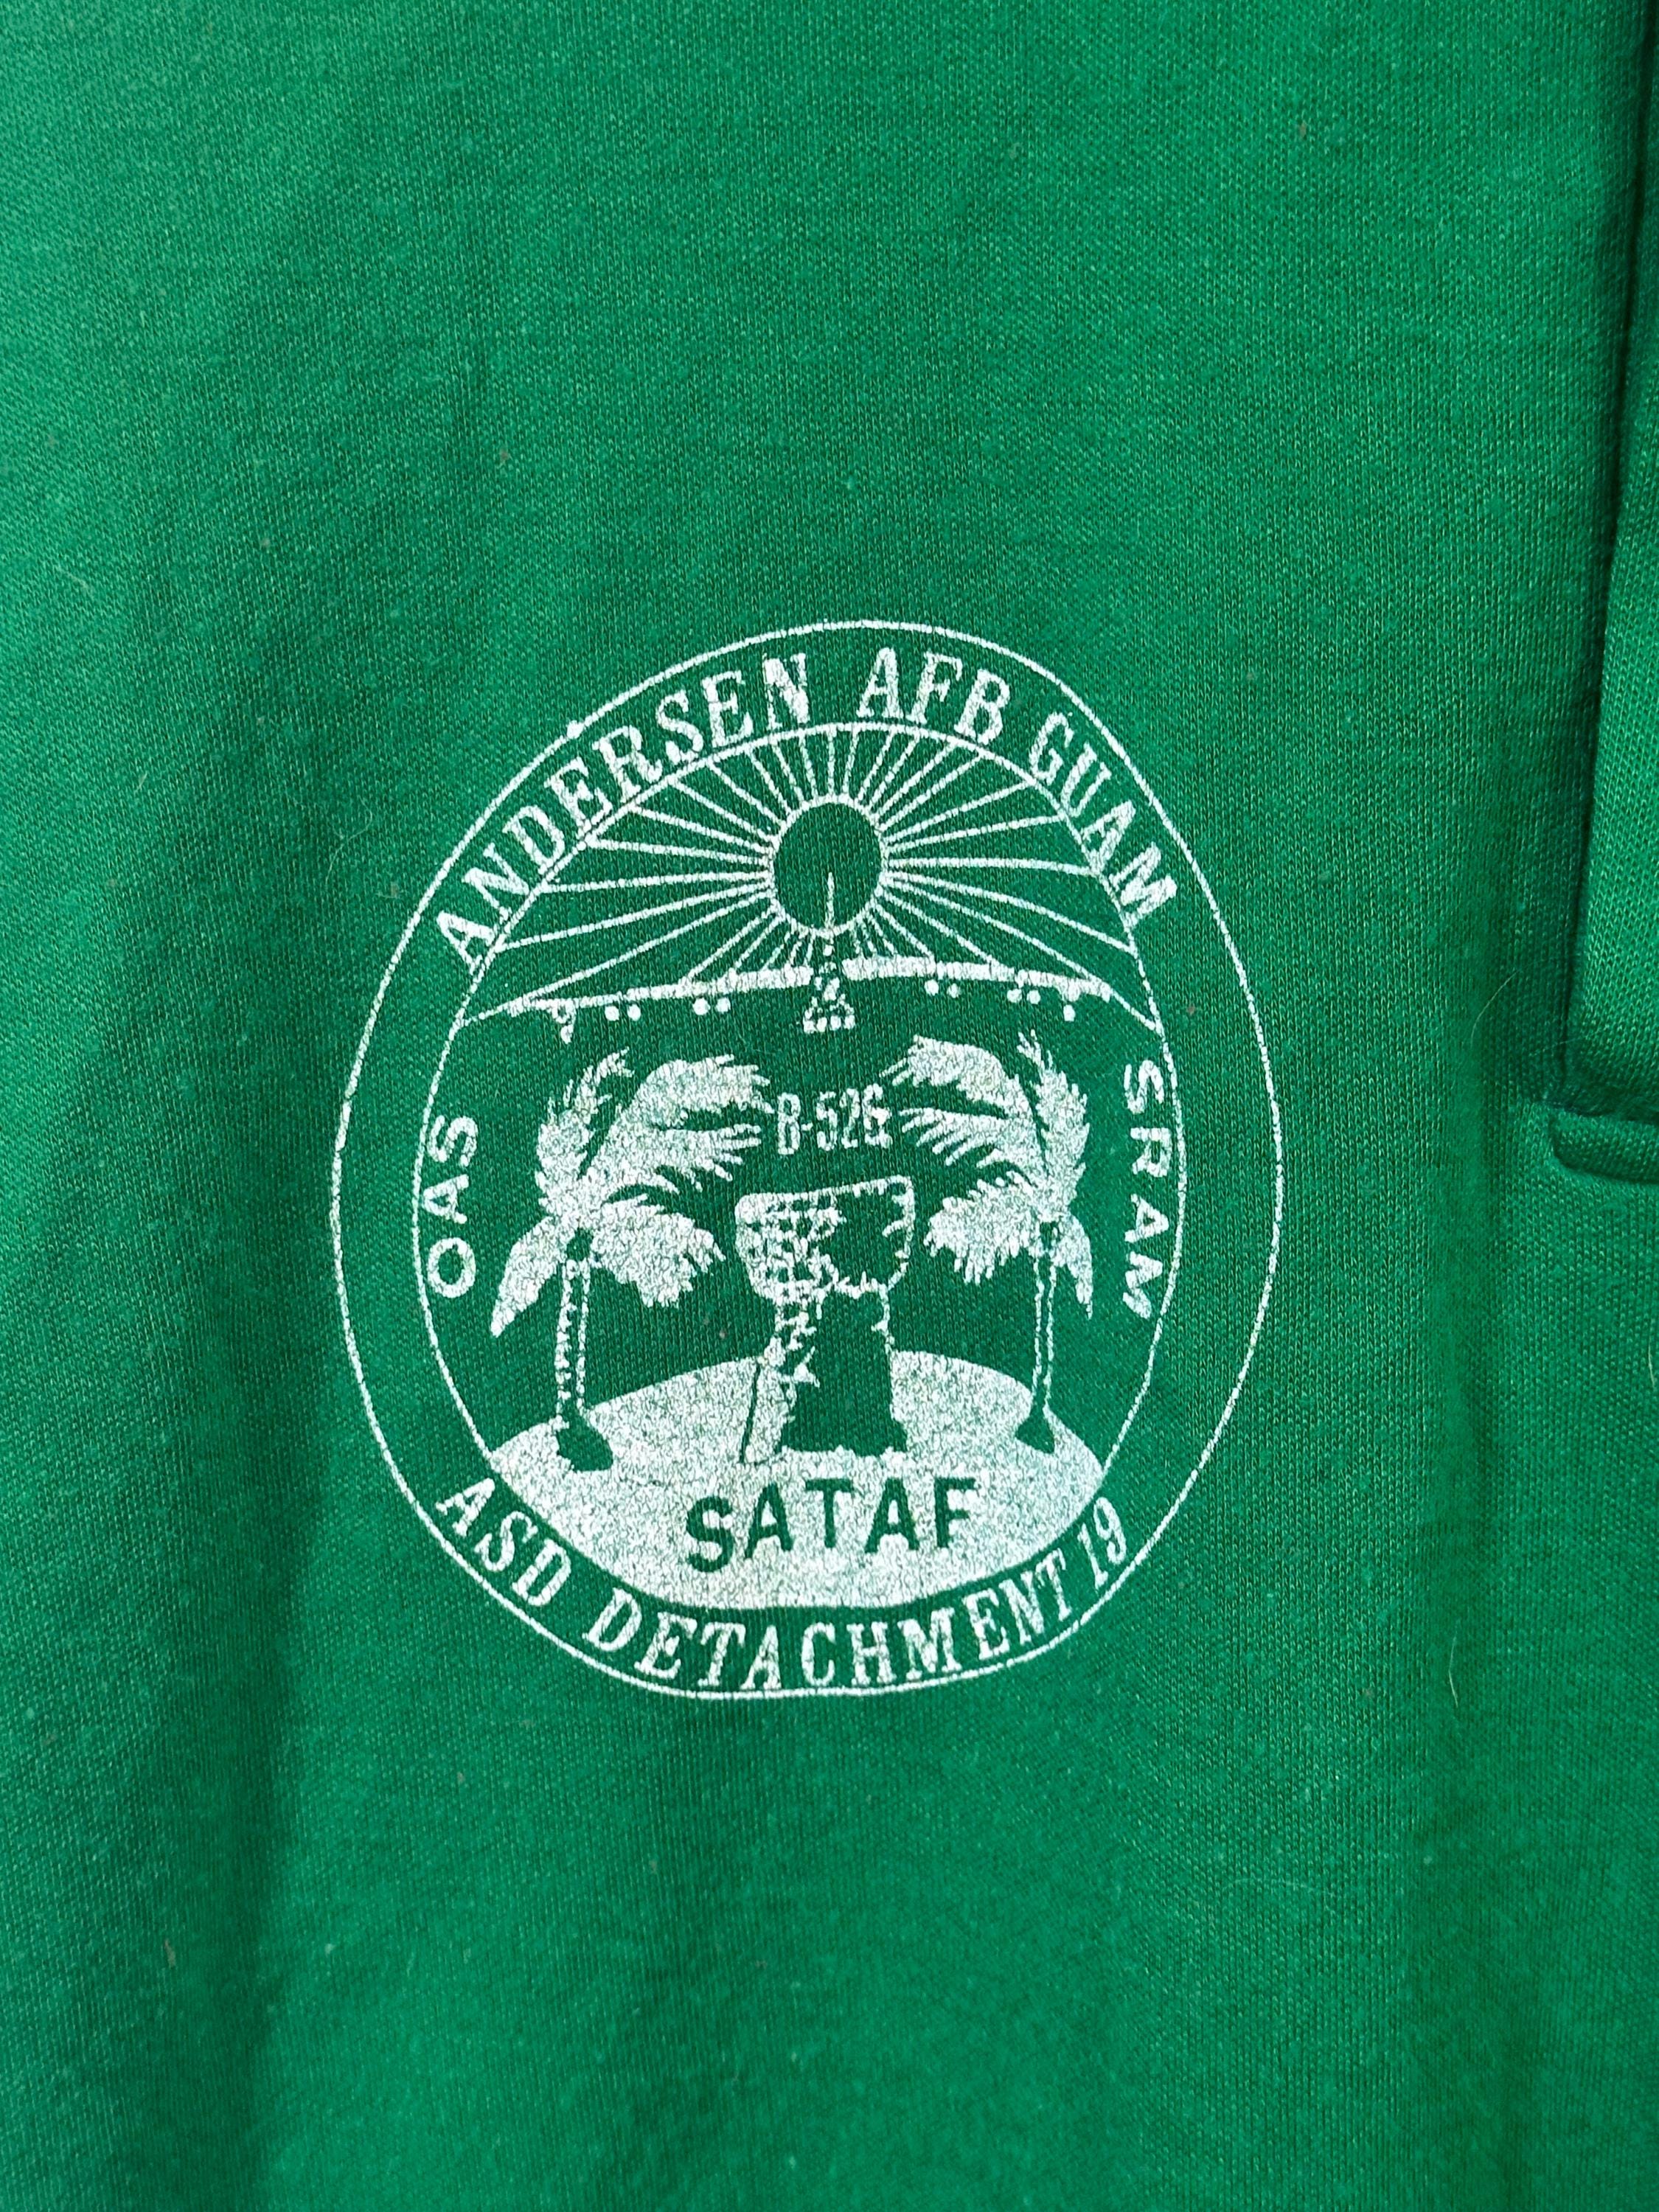 ANDERSEN AFB GUAM
OAS
SRAM
B-52G
SATAF
ASD DETACHMENT 19